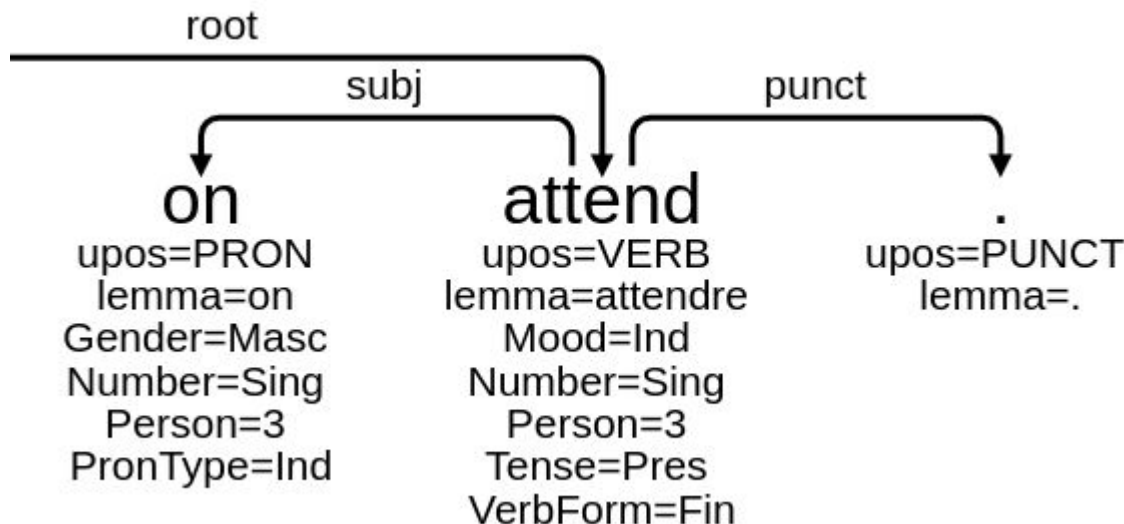 root
subj punct
on attend .
upos=PRON upos=VERB upos=PUNCT
lemma=on lemma=attendre lemma=.
Gender=Masc Mood=Ind
Number=Sing Number=Sing
Person=3 Person=3
PronType=Ind Tense=Pres
VerbForm=Fin